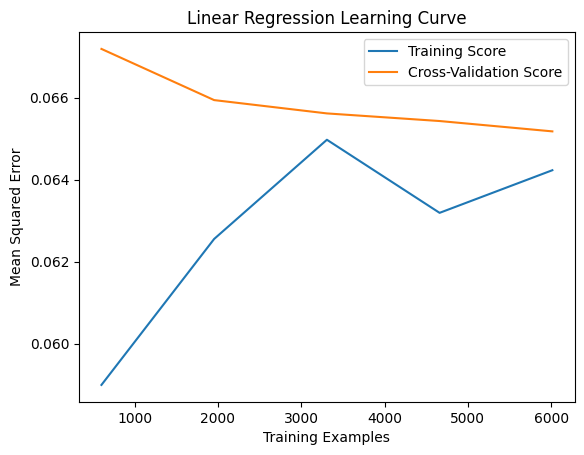 Linear Regression Learning Curve
Training Score
Cross-Validation Score
Mean Squared Error
0.066
0.064
0.062
0.060
1000 2000 3000 4000 5000 6000
Training Examples